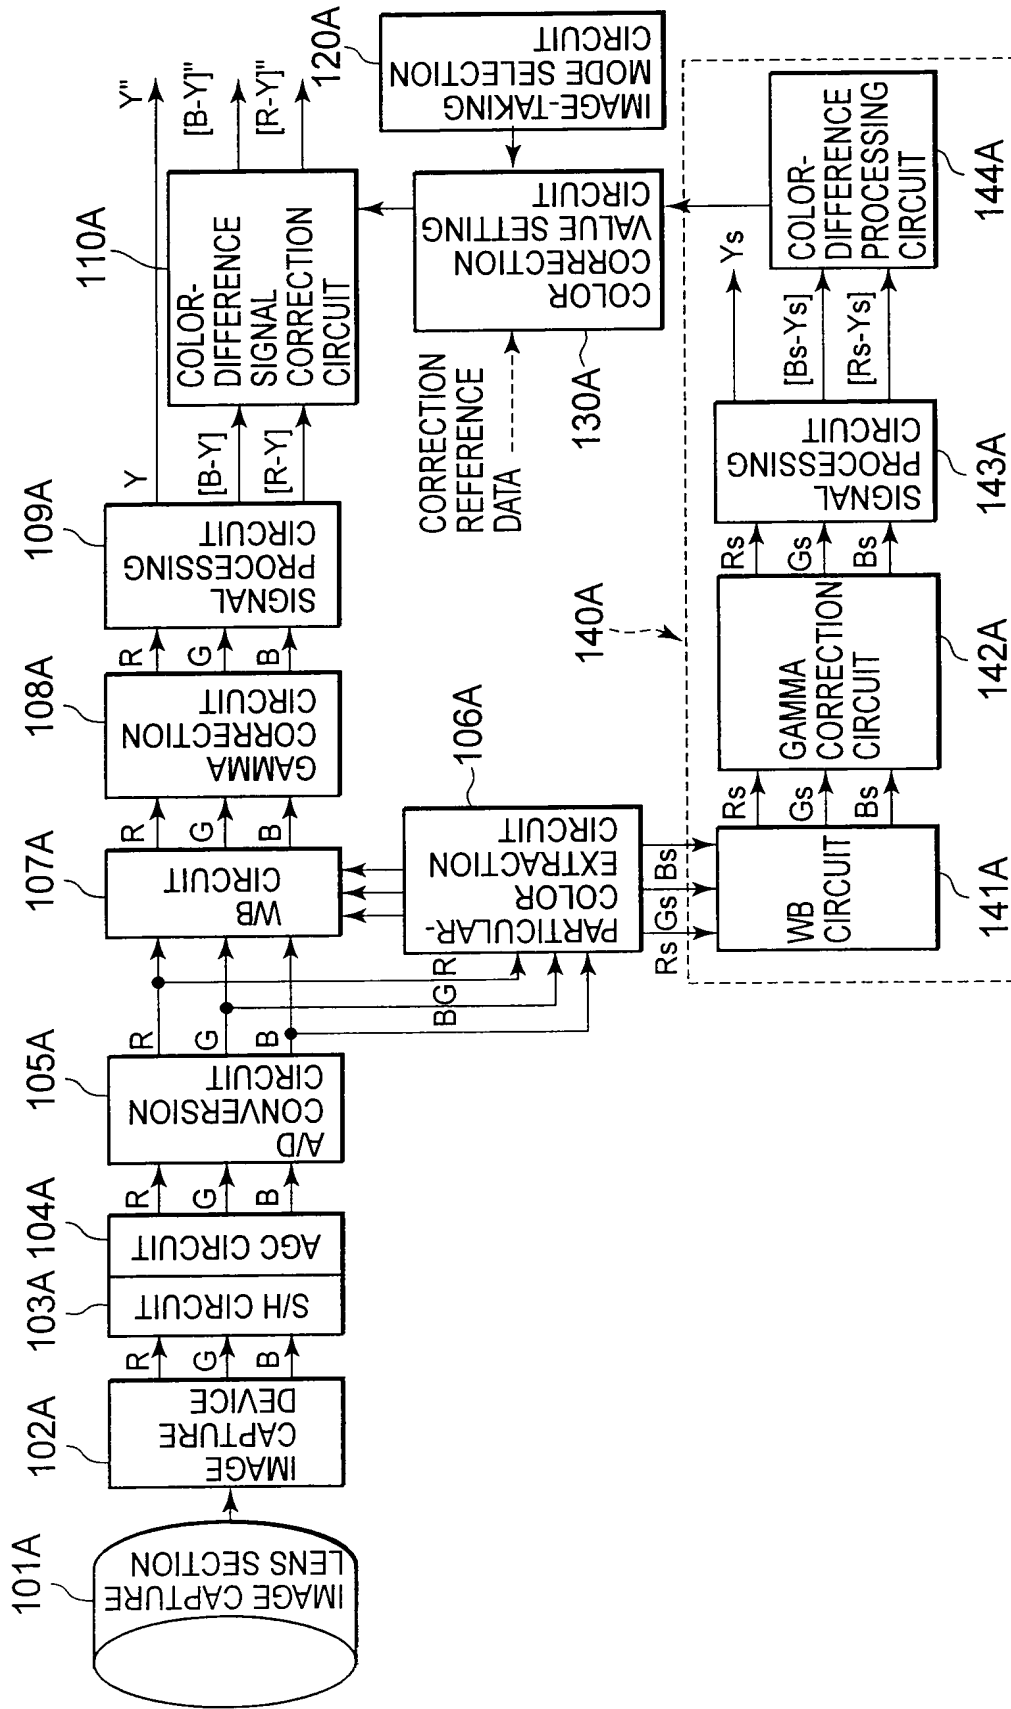 101A
IMAGE CAPTURE
LENS SECTION
102A
IMAGE
CAPTURE
DEVICE
R
G
B
103A
S/H CIRCUIT
104A
AGC CIRCUIT
R
G
B
105A
A/D
CONVERSION
CIRCUIT
R
G
B
R
G
B
107A
WB
CIRCUIT
R
G
B
108A
GAMMA
CORRECTION
CIRCUIT
R
G
B
109A
SIGNAL
PROCESSING
CIRCUIT
Y
[B-Y]
[R-Y]
110A
COLOR-
DIFFERENCE
SIGNAL
CORRECTION
CIRCUIT
Y"
[B-Y]"
[R-Y]"
120A
IMAGE-TAKING
MODE SELECTION
CIRCUIT
CORRECTION
REFERENCE
DATA
130A
COLOR
CORRECTION
VALUE SETTING
CIRCUIT
106A
PARTICULAR-
COLOR
EXTRACTION
CIRCUIT
Rs
Gs
Bs
140A
WB
CIRCUIT
141A
Rs
Gs
Bs
GAMMA
CORRECTION
CIRCUIT
142A
Rs
Gs
Bs
SIGNAL
PROCESSING
CIRCUIT
143A
Ys
[Bs-Ys]
[Rs-Ys]
COLOR-
DIFFERENCE
PROCESSING
CIRCUIT
144A